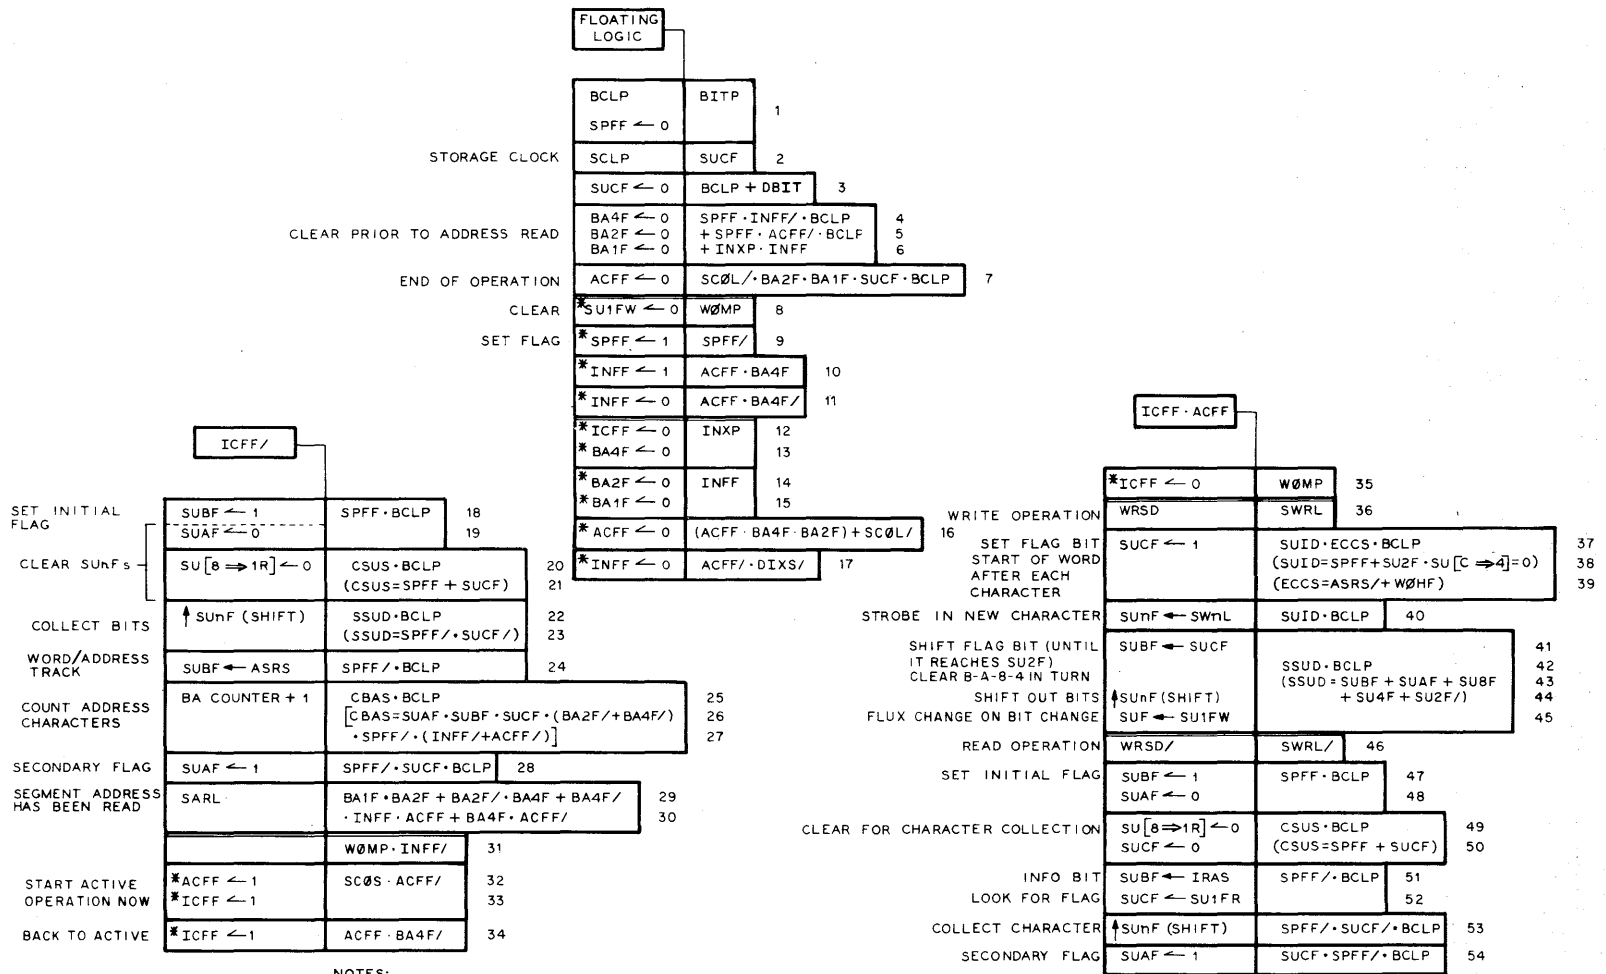 FLOATING
LOGIC
BCLP BITP
1
SPFF ← 0
STORAGE CLOCK SCLP SUCF 2
SUCF ← 0 BCLP + DBIT 3
BA4F ← 0 SPFF · INFF/ · BCLP 4
CLEAR PRIOR TO ADDRESS READ BA2F ← 0 + SPFF · ACFF/ · BCLP 5
BA1F ← 0 + INXP · INFF 6
END OF OPERATION ACFF ← 0 SCØL/ · BA2F · BA1F · SUCF · BCLP 7
CLEAR *SU1FW ← 0 WØMP 8
SET FLAG *SPFF ← 1 SPFF/ 9
*INFF ← 1 ACFF · BA4F 10
*INFF ← 0 ACFF · BA4F/ 11
*ICFF ← 0 INXP 12
*BA4F ← 0 13
*BA2F ← 0 INFF 14
*BA1F ← 0 15
*ACFF ← 0 (ACFF · BA4F · BA2F) + SCØL/ 16
*INFF ← 0 ACFF/ · DIXS/ 17
ICFF/
SET INITIAL
FLAG
SUBF ← 1 SPFF · BCLP 18
SUAF ← 0 19
CLEAR SUnFs SU[8 ⇒ 1R] ← 0 CSUS · BCLP 20
(CSUS=SPFF + SUCF) 21
COLLECT BITS ↑ SUnF (SHIFT) SSUD · BCLP 22
(SSUD=SPFF/ · SUCF/) 23
WORD/ADDRESS
TRACK
SUBF ← ASRS SPFF/ · BCLP 24
COUNT ADDRESS
CHARACTERS
BA COUNTER + 1 CBAS · BCLP 25
[CBAS=SUAF · SUBF · SUCF · (BA2F/+BA4F/) 26
· SPFF/ · (INFF/+ACFF/)] 27
SECONDARY FLAG SUAF ← 1 SPFF/ · SUCF · BCLP 28
SEGMENT ADDRESS
HAS BEEN READ
SARL BA1F · BA2F + BA2F/ · BA4F + BA4F/ 29
· INFF · ACFF + BA4F · ACFF/ 30
WØMP · INFF/ 31
START ACTIVE
OPERATION NOW
*ACFF ← 1 SCØS · ACFF/ 32
*ICFF ← 1 33
BACK TO ACTIVE *ICFF ← 1 ACFF · BA4F/ 34
NOTES:
ICFF · ACFF
*ICFF ← 0 WØMP 35
WRITE OPERATION WRSD SWRL 36
SET FLAG BIT
START OF WORD
AFTER EACH
CHARACTER
SUCF ← 1 SUID · ECCS · BCLP 37
(SUID=SPFF+SU2F · SU[C ⇒ 4]=0) 38
(ECCS=ASRS/+WØHF) 39
STROBE IN NEW CHARACTER SUnF ← SWnL SUID · BCLP 40
SHIFT FLAG BIT (UNTIL
IT REACHES SU2F)
CLEAR B-A-8-4 IN TURN
SUBF ← SUCF 41
SSUD · BCLP 42
(SSUD = SUBF + SUAF + SU8F 43
SHIFT OUT BITS ↑ SUnF (SHIFT) + SU4F + SU2F/) 44
FLUX CHANGE ON BIT CHANGE SUF ← SU1FW 45
READ OPERATION WRSD/ SWRL/ 46
SET INITIAL FLAG SUBF ← 1 SPFF · BCLP 47
SUAF ← 0 48
CLEAR FOR CHARACTER COLLECTION SU[8 ⇒ 1R] ← 0 CSUS · BCLP 49
SUCF ← 0 (CSUS=SPFF + SUCF) 50
INFO BIT SUBF ← IRAS SPFF/ · BCLP 51
LOOK FOR FLAG SUCF ← SU1FR 52
COLLECT CHARACTER ↑ SUnF (SHIFT) SPFF/ · SUCF/ · BCLP 53
SECONDARY FLAG SUAF ← 1 SUCF · SPFF/ · BCLP 54